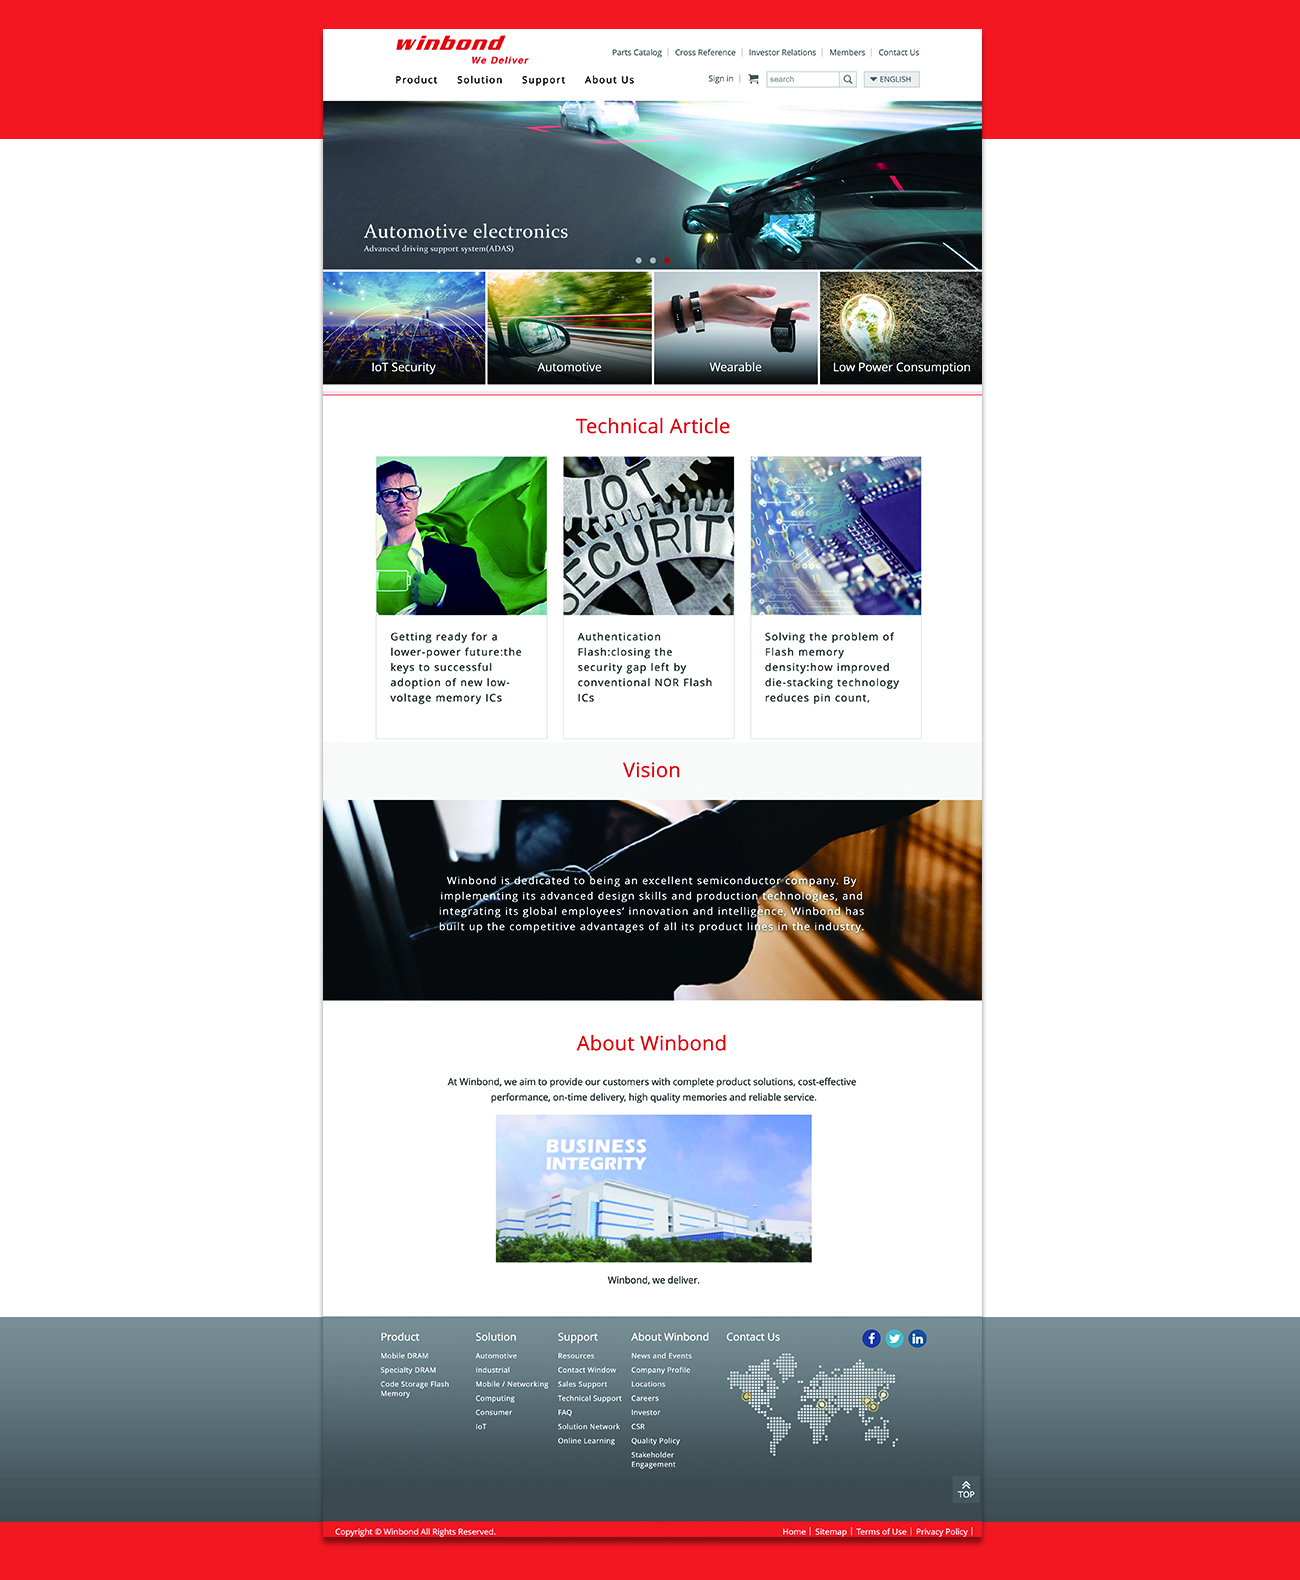 winbond
We Deliver
Parts Catalog | Cross Reference | Investor Relations | Members | Contact Us
Product Solution Support About Us
Sign in | search ENGLISH
Automotive electronics
Advanced driving support system(ADAS)
IoT Security
Automotive
Wearable
Low Power Consumption
Technical Article
IOT
SECURITY
Getting ready for a
lower-power future:the
keys to successful
adoption of new low-
voltage memory ICs
Authentication
Flash:closing the
security gap left by
conventional NOR Flash
ICs
Solving the problem of
Flash memory
density:how improved
die-stacking technology
reduces pin count,
Vision
Winbond is dedicated to being an excellent semiconductor company. By
implementing its advanced design skills and production technologies, and
integrating its global employees’ innovation and intelligence, Winbond has
built up the competitive advantages of all its product lines in the industry.
About Winbond
At Winbond, we aim to provide our customers with complete product solutions, cost-effective
performance, on-time delivery, high quality memories and reliable service.
BUSINESS
INTEGRITY
Winbond, we deliver.
Product
Mobile DRAM
Specialty DRAM
Code Storage Flash
Memory
Solution
Automotive
Industrial
Mobile / Networking
Computing
Consumer
IoT
Support
Resources
Contact Window
Sales Support
Technical Support
FAQ
Solution Network
Online Learning
About Winbond
News and Events
Company Profile
Locations
Careers
Investor
CSR
Quality Policy
Stakeholder
Engagement
Contact Us
TOP
Copyright © Winbond All Rights Reserved.
Home | Sitemap | Terms of Use | Privacy Policy |